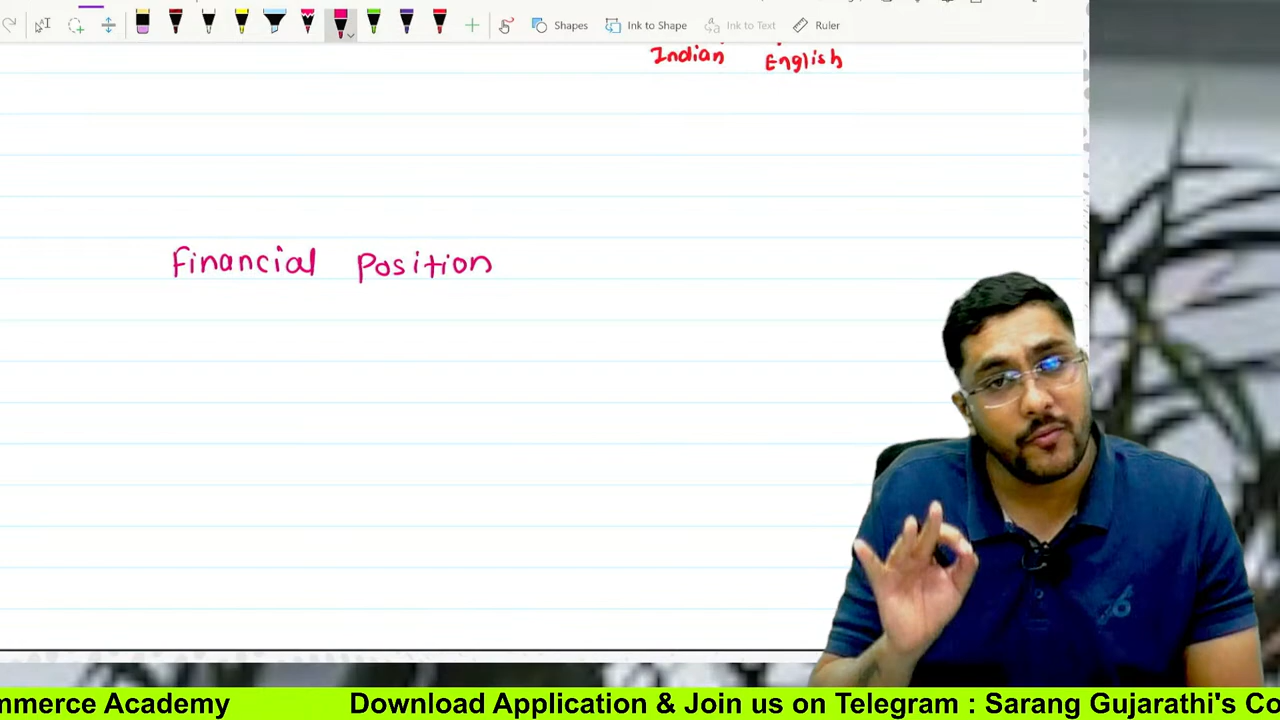 Shapes Ink to Shape Ink to Text Ruler
Indian English
Financial Position
mmerce Academy Download Application & Join us on Telegram : Sarang Gujarathi's Co